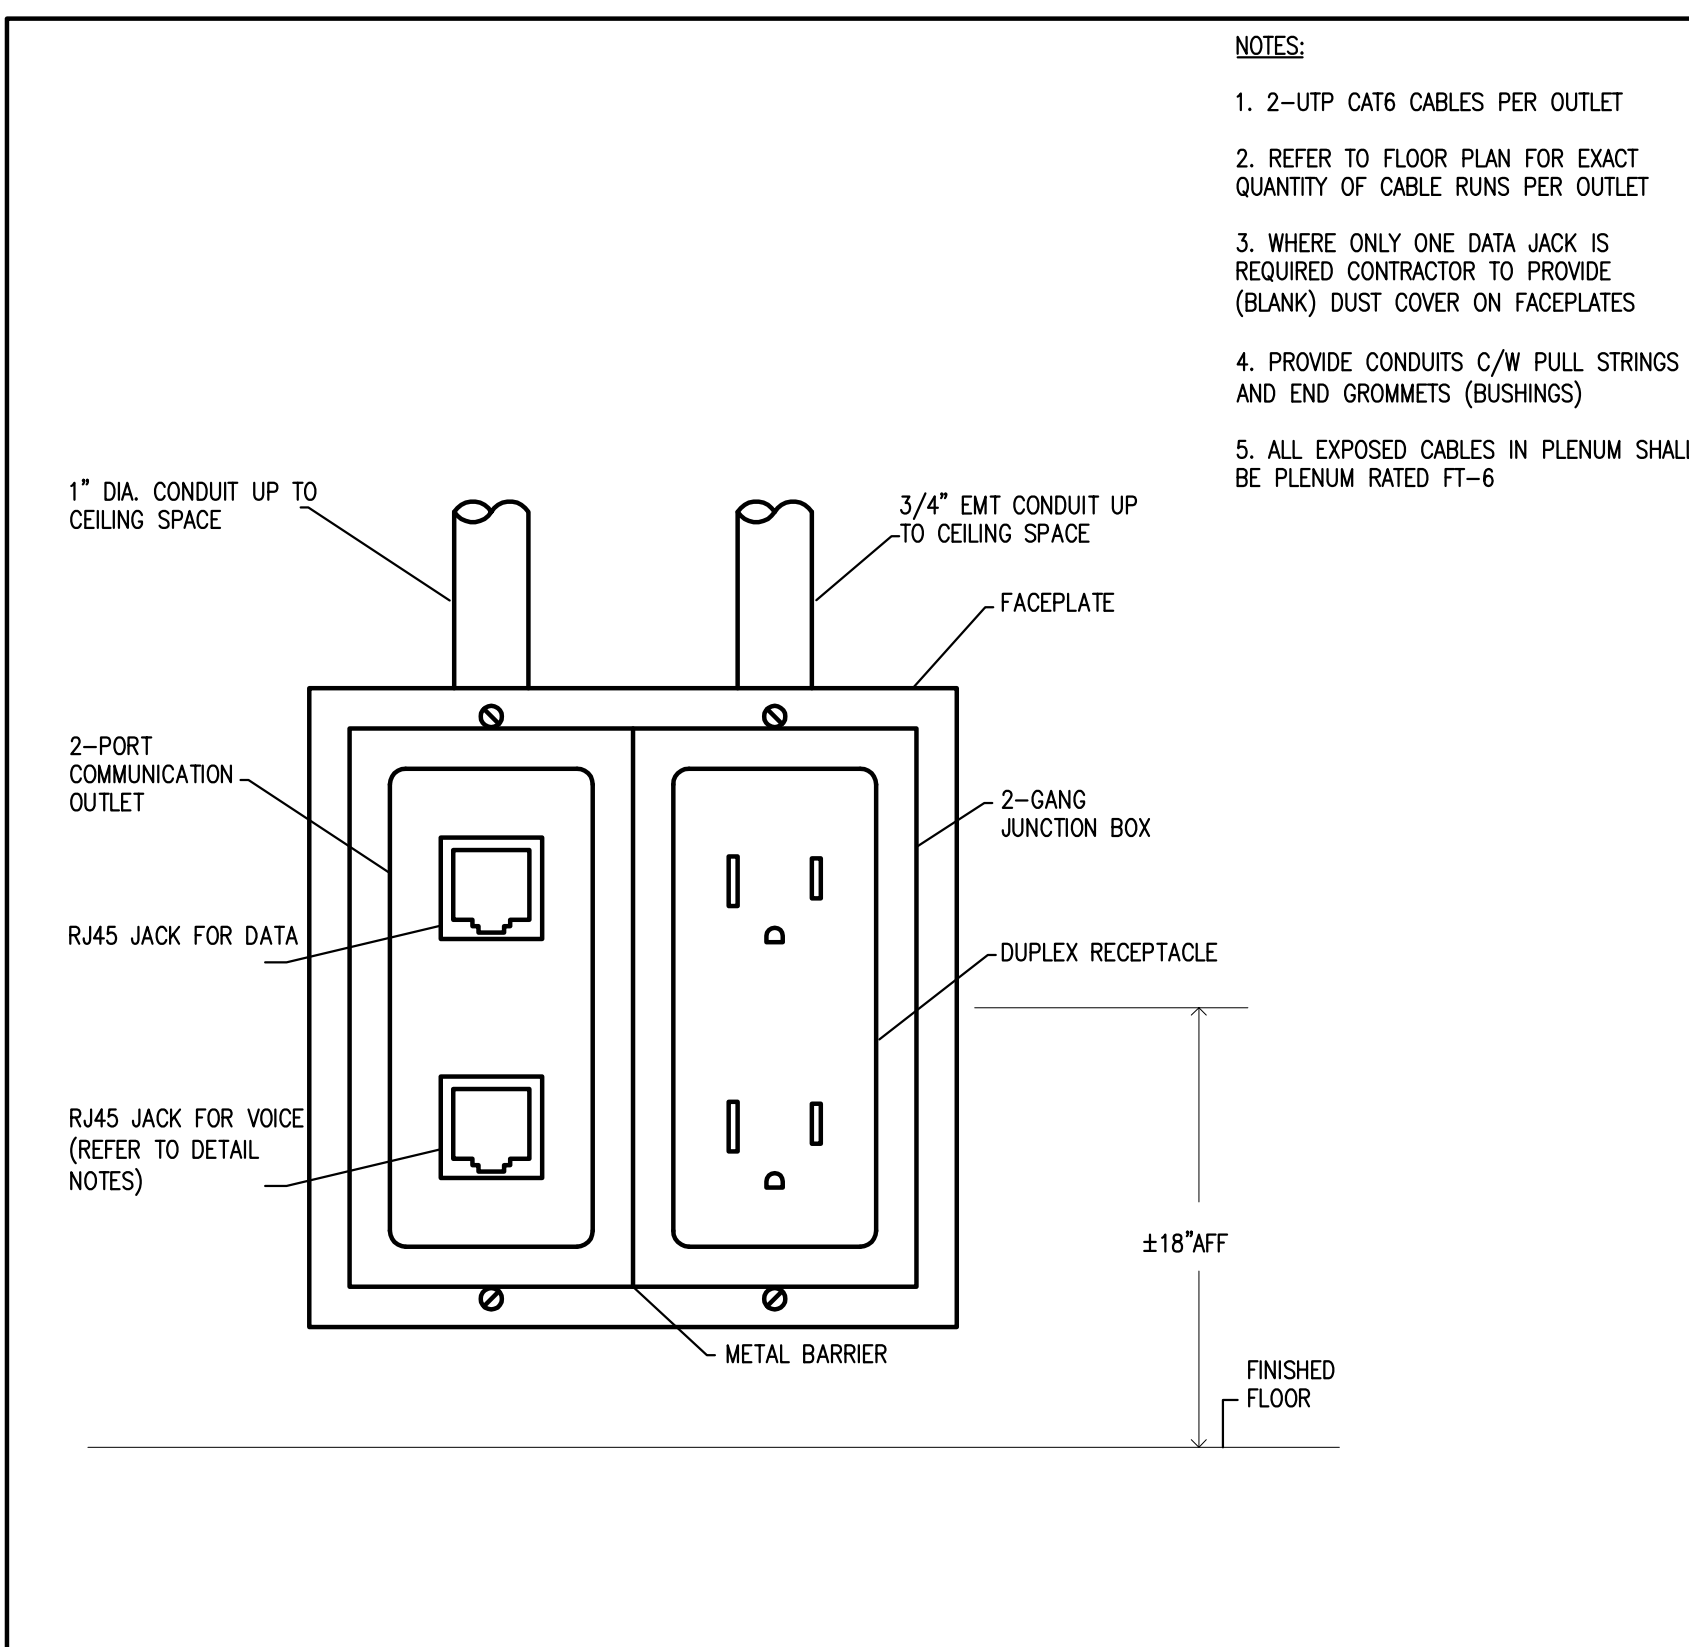 NOTES:
1. 2-UTP CAT6 CABLES PER OUTLET
2. REFER TO FLOOR PLAN FOR EXACT
QUANTITY OF CABLE RUNS PER OUTLET
3. WHERE ONLY ONE DATA JACK IS
REQUIRED CONTRACTOR TO PROVIDE
(BLANK) DUST COVER ON FACEPLATES
4. PROVIDE CONDUITS C/W PULL STRINGS
AND END GROMMETS (BUSHINGS)
5. ALL EXPOSED CABLES IN PLENUM SHALL
BE PLENUM RATED FT-6
1" DIA. CONDUIT UP TO
CEILING SPACE
3/4" EMT CONDUIT UP
TO CEILING SPACE
FACEPLATE
2-PORT
COMMUNICATION
OUTLET
2-GANG
JUNCTION BOX
RJ45 JACK FOR DATA
DUPLEX RECEPTACLE
RJ45 JACK FOR VOICE
(REFER TO DETAIL
NOTES)
±18"AFF
METAL BARRIER
FINISHED
FLOOR